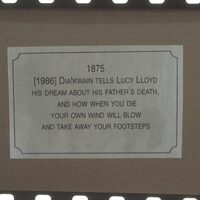 1875
[1986] Dia!kwain tells Lucy Lloyd
his dream about his father's death,
and how when you die
your own wind will blow
and take away your footsteps